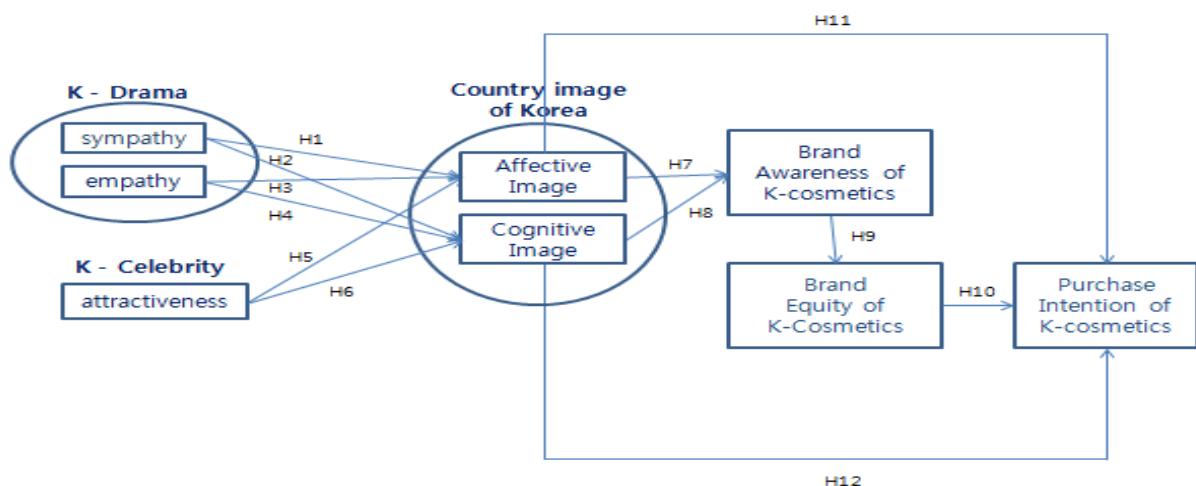 H11
K - Drama
Country image
of Korea
sympathy
H1
H2
empathy
H3
H4
Affective
Image
H7
Brand
Awareness of
K-cosmetics
H8
Cognitive
Image
H9
K - Celebrity
H5
attractiveness
H6
Brand
Equity of
K-Cosmetics
H10
Purchase
Intention of
K-cosmetics
H12